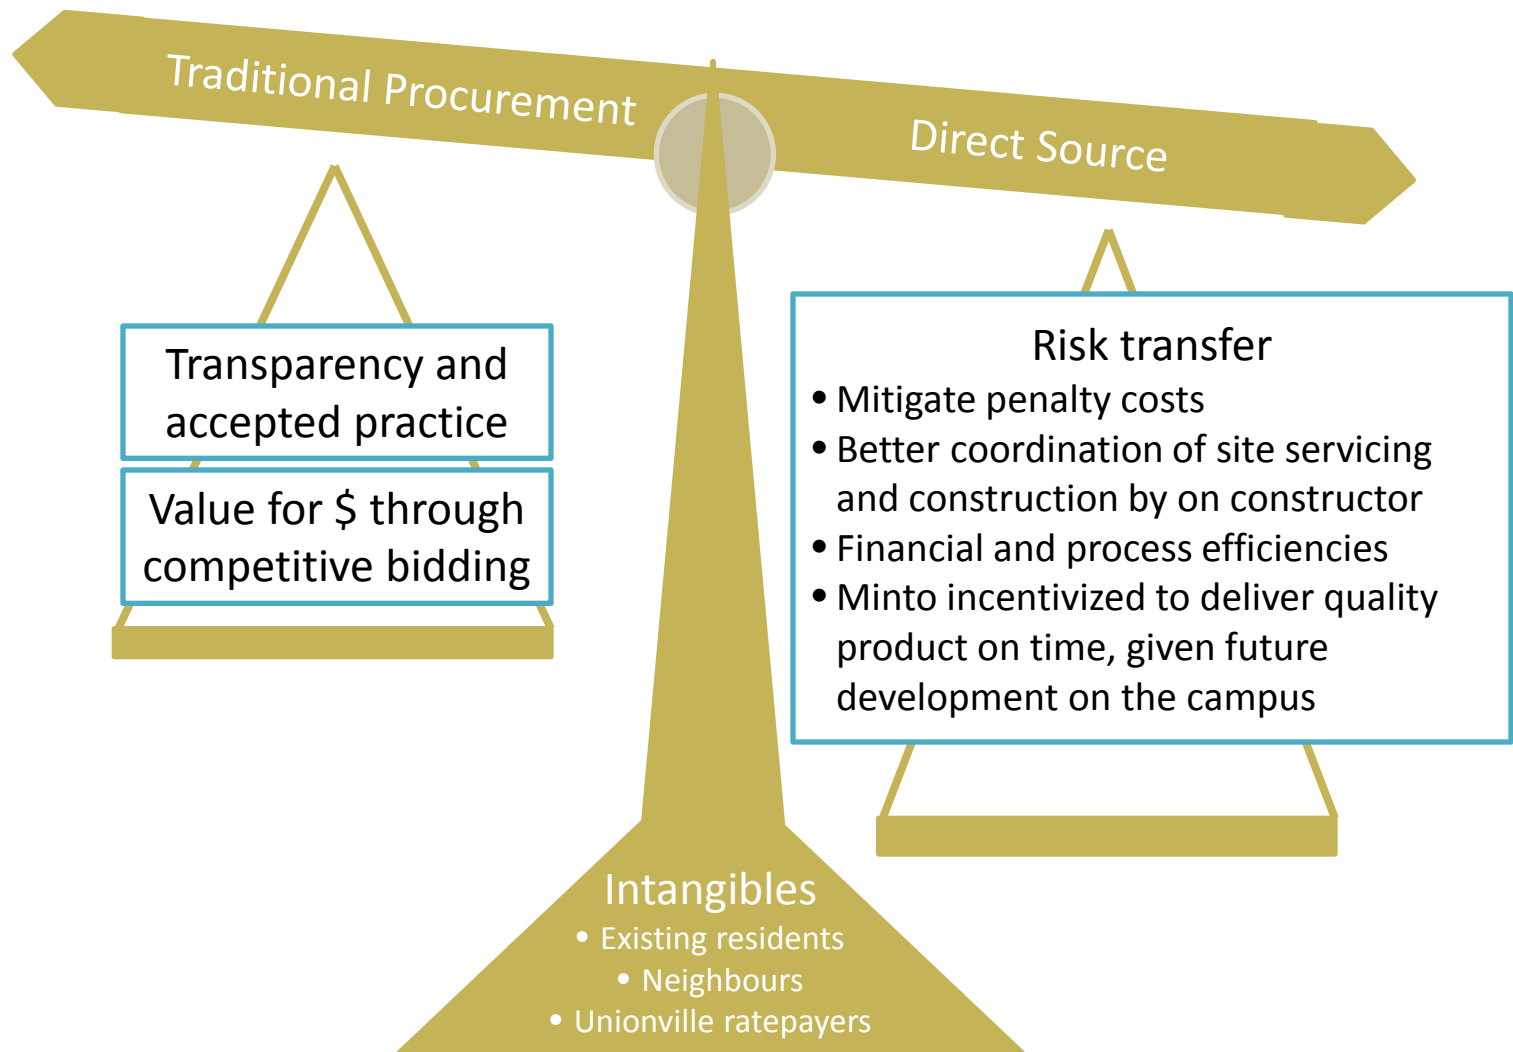 Traditional Procurement
Direct Source
Transparency and
accepted practice
Value for $ through
competitive bidding
Risk transfer
• Mitigate penalty costs
• Better coordination of site servicing
and construction by on constructor
• Financial and process efficiencies
• Minto incentivized to deliver quality
product on time, given future
development on the campus
Intangibles
• Existing residents
• Neighbours
• Unionville ratepayers